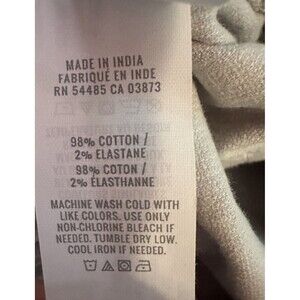 MADE IN INDIA
FABRIQUÉ EN INDE
RN 54485 CA 03873
98% COTTON /
2% ELASTANE
98% COTON /
2% ÉLASTHANNE
MACHINE WASH COLD WITH
LIKE COLORS. USE ONLY
NON-CHLORINE BLEACH IF
NEEDED. TUMBLE DRY LOW.
COOL IRON IF NEEDED.